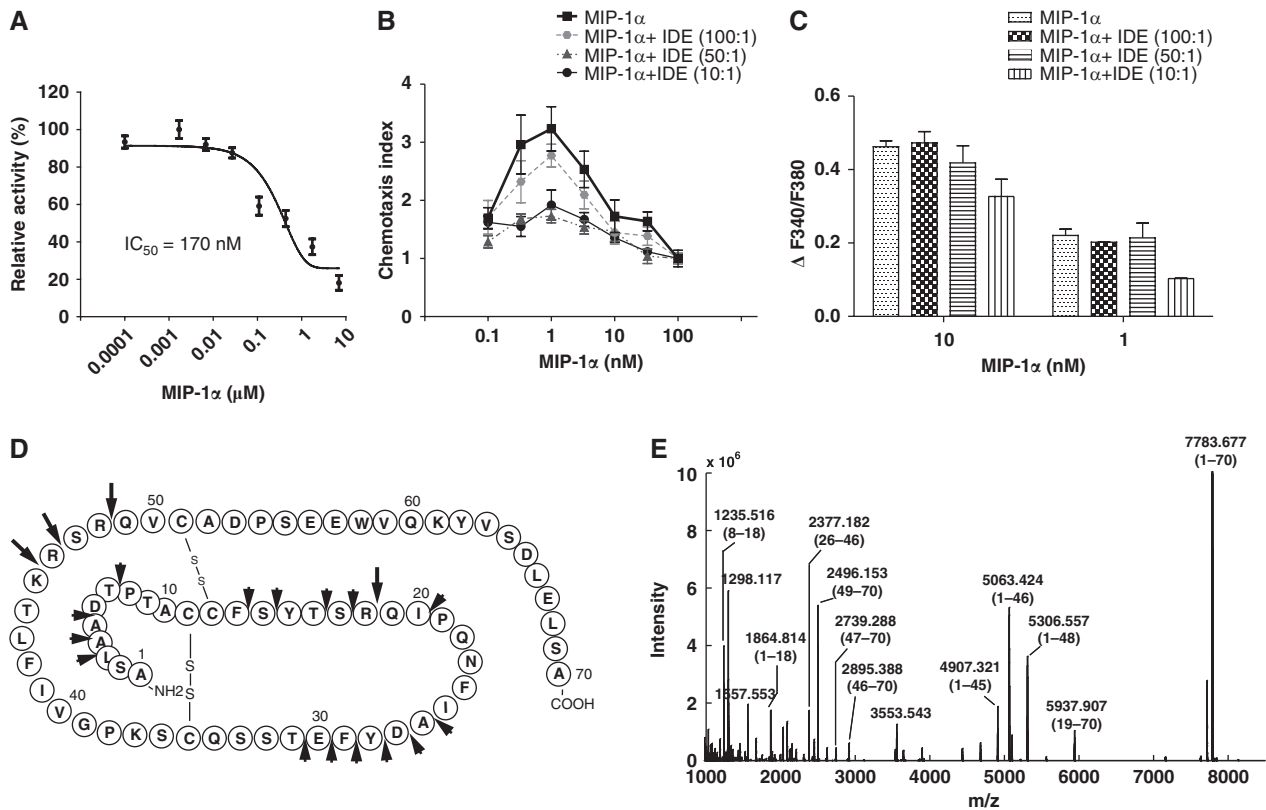 A
120
100
80
60
40
20
0
Relative activity (%)
IC50 = 170 nM
0.0001
0.001
0.01
0.1
1
10
MIP-1α (μM)
B
MIP-1α
MIP-1α+ IDE (100:1)
MIP-1α+ IDE (50:1)
MIP-1α+IDE (10:1)
4
3
2
1
0
Chemotaxis index
0.1
1
10
100
MIP-1α (nM)
C
MIP-1α
MIP-1α+ IDE (100:1)
MIP-1α+ IDE (50:1)
MIP-1α+IDE (10:1)
0.6
0.4
0.2
0.0
Δ F340/F380
10
1
MIP-1α (nM)
D
NH2
1
A S L A A D T P T A C C F S Y T S R Q I P Q N F I A D Y F E T S S Q C S K P G V I F L T K R S R Q V C A D P S E E W V Q K Y V S D L E L S A
10
20
30
40
50
60
70
COOH
S
S
S
S
E
x 10⁶
10
8
6
4
2
0
Intensity
1235.516
(8–18)
1298.117
1557.553
1864.814
(1–18)
2377.182
(26–46)
2496.153
(49–70)
2739.288
(47–70)
2895.388
(46–70)
3553.543
4907.321
(1–45)
5063.424
(1–46)
5306.557
(1–48)
5937.907
(19–70)
7783.677
(1–70)
1000
2000
3000
4000
5000
6000
7000
8000
m/z